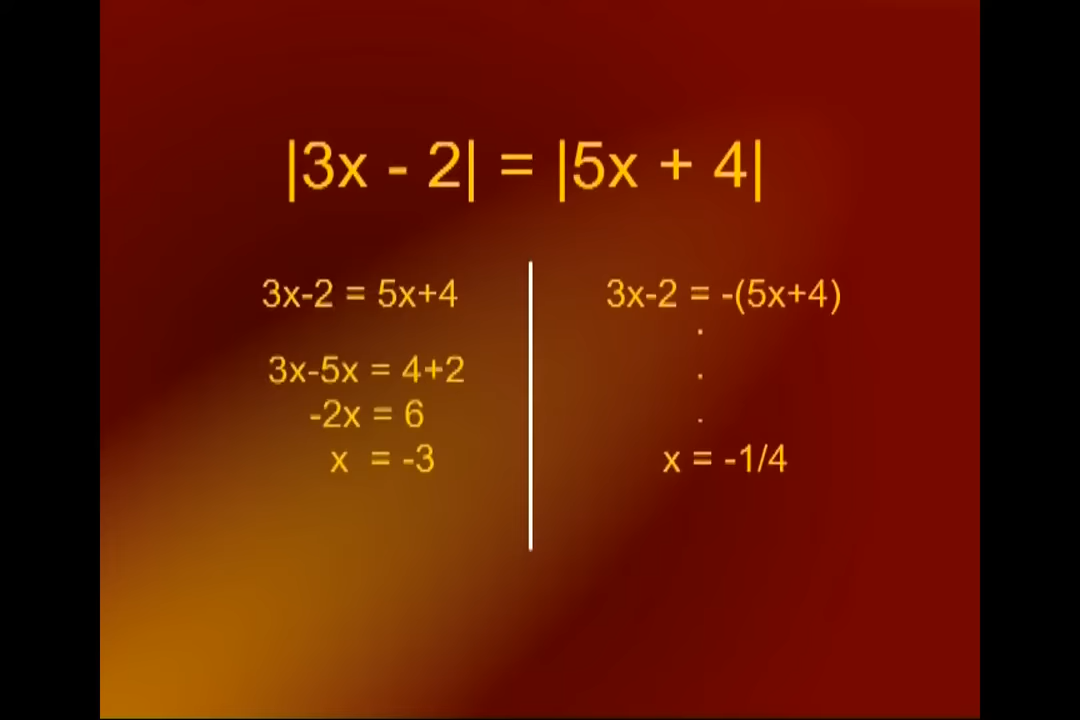 |3x - 2| = |5x + 4|
3x-2 = 5x+4
3x-5x = 4+2
-2x = 6
x = -3
3x-2 = -(5x+4)
.
.
.
x = -1/4